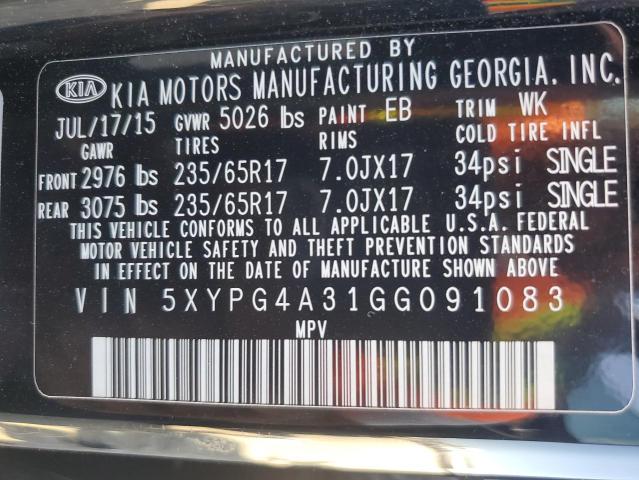 MANUFACTURED BY
KIA KIA MOTORS MANUFACTURING GEORGIA, INC.
JUL/17/15 GVWR 5026 lbs PAINT EB TRIM WK
GAWR TIRES RIMS COLD TIRE INFL
FRONT 2976 lbs 235/65R17 7.0JX17 34psi SINGLE
REAR 3075 lbs 235/65R17 7.0JX17 34psi SINGLE
THIS VEHICLE CONFORMS TO ALL APPLICABLE U.S.A. FEDERAL
MOTOR VEHICLE SAFETY AND THEFT PREVENTION STANDARDS
IN EFFECT ON THE DATE OF MANUFACTURE SHOWN ABOVE
VIN 5XYPG4A31GG091083
MPV